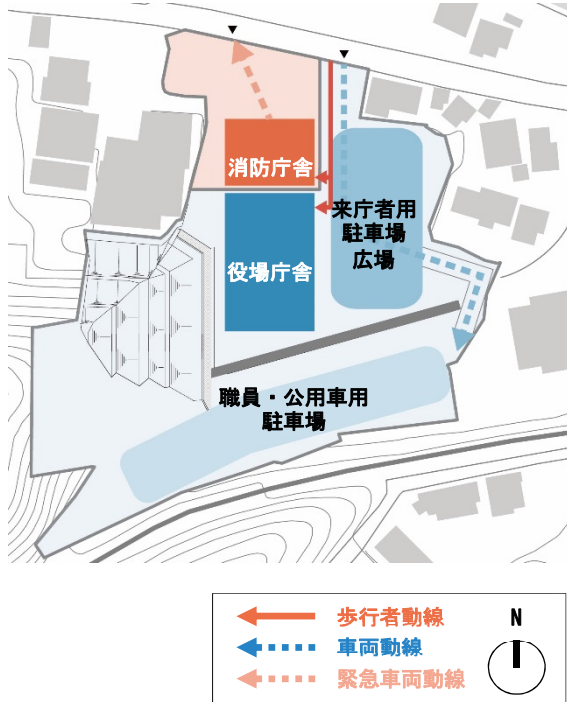 消防庁舎
来庁者用
駐車場
広場
役場庁舎
職員・公用車用
駐車場
歩行者動線
車両動線
緊急車両動線
N